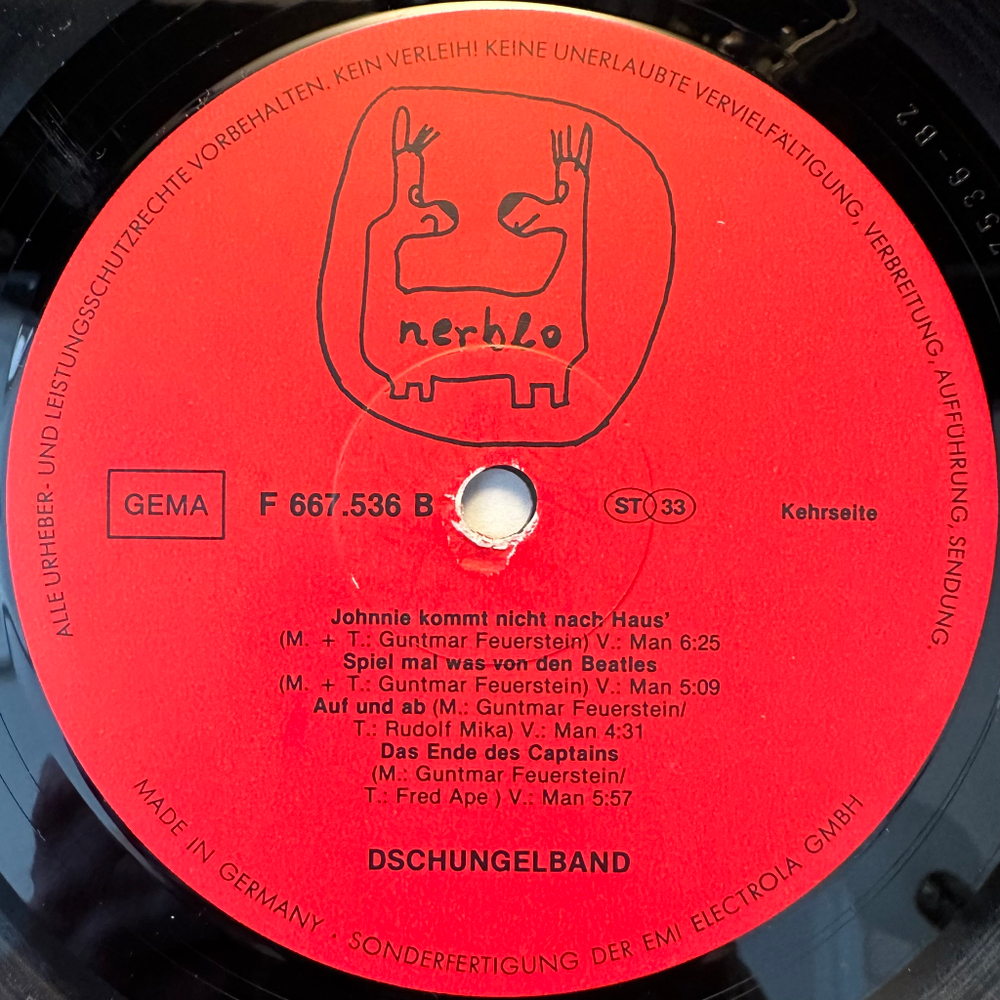 ALLE URHEBER- UND LEISTUNGSSCHUTZRECHTE VORBEHALTEN. KEIN VERLEIH! KEINE UNERLAUBTE VERVIELFÄLTIGUNG, VERBREITUNG, AUFFÜHRUNG, SENDUNG.
7536-B2
nerblo
GEMA
F 667.536 B
ST 33
Kehrseite
Johnnie kommt nicht nach Haus'
(M. + T.: Guntmar Feuerstein) V.: Man 6:25
Spiel mal was von den Beatles
(M. + T.: Guntmar Feuerstein) V.: Man 5:09
Auf und ab (M.: Guntmar Feuerstein/
T.: Rudolf Mika) V.: Man 4:31
Das Ende des Captains
(M.: Guntmar Feuerstein/
T.: Fred Ape ) V.: Man 5:57
DSCHUNGELBAND
MADE IN GERMANY · SONDERFERTIGUNG DER EMI ELECTROLA GMBH